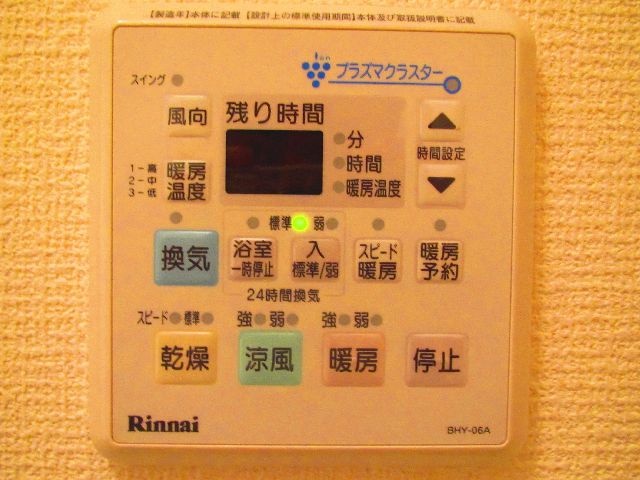 【製造年】本体に記載 【設計上の標準使用期間】本体及び取扱説明書に記載
ion
プラズマクラスター
スイング
風向
残り時間
分
時間
暖房温度
時間設定
1-高
2-中
3-低
暖房
温度
換気
標準 弱
浴室
一時停止
入
標準/弱
スピード
暖房
暖房
予約
24時間換気
スピード 標準
強 弱
強 弱
乾燥
涼風
暖房
停止
Rinnai
BHY-06A